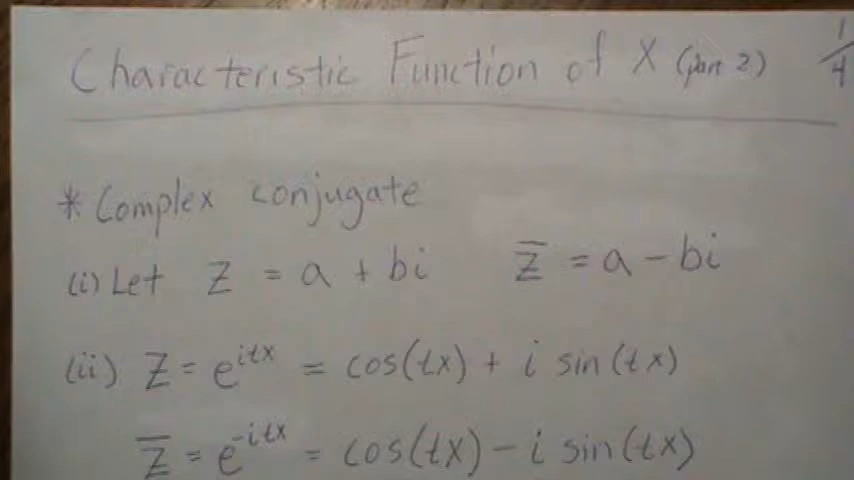 Characteristic Function of X (part 2) 1/4
* Complex conjugate
(i) Let z = a + bi z̅ = a - bi
(ii) z = e^{itx} = cos(tx) + i sin(tx)
z̅ = e^{-itx} = cos(tx) - i sin(tx)